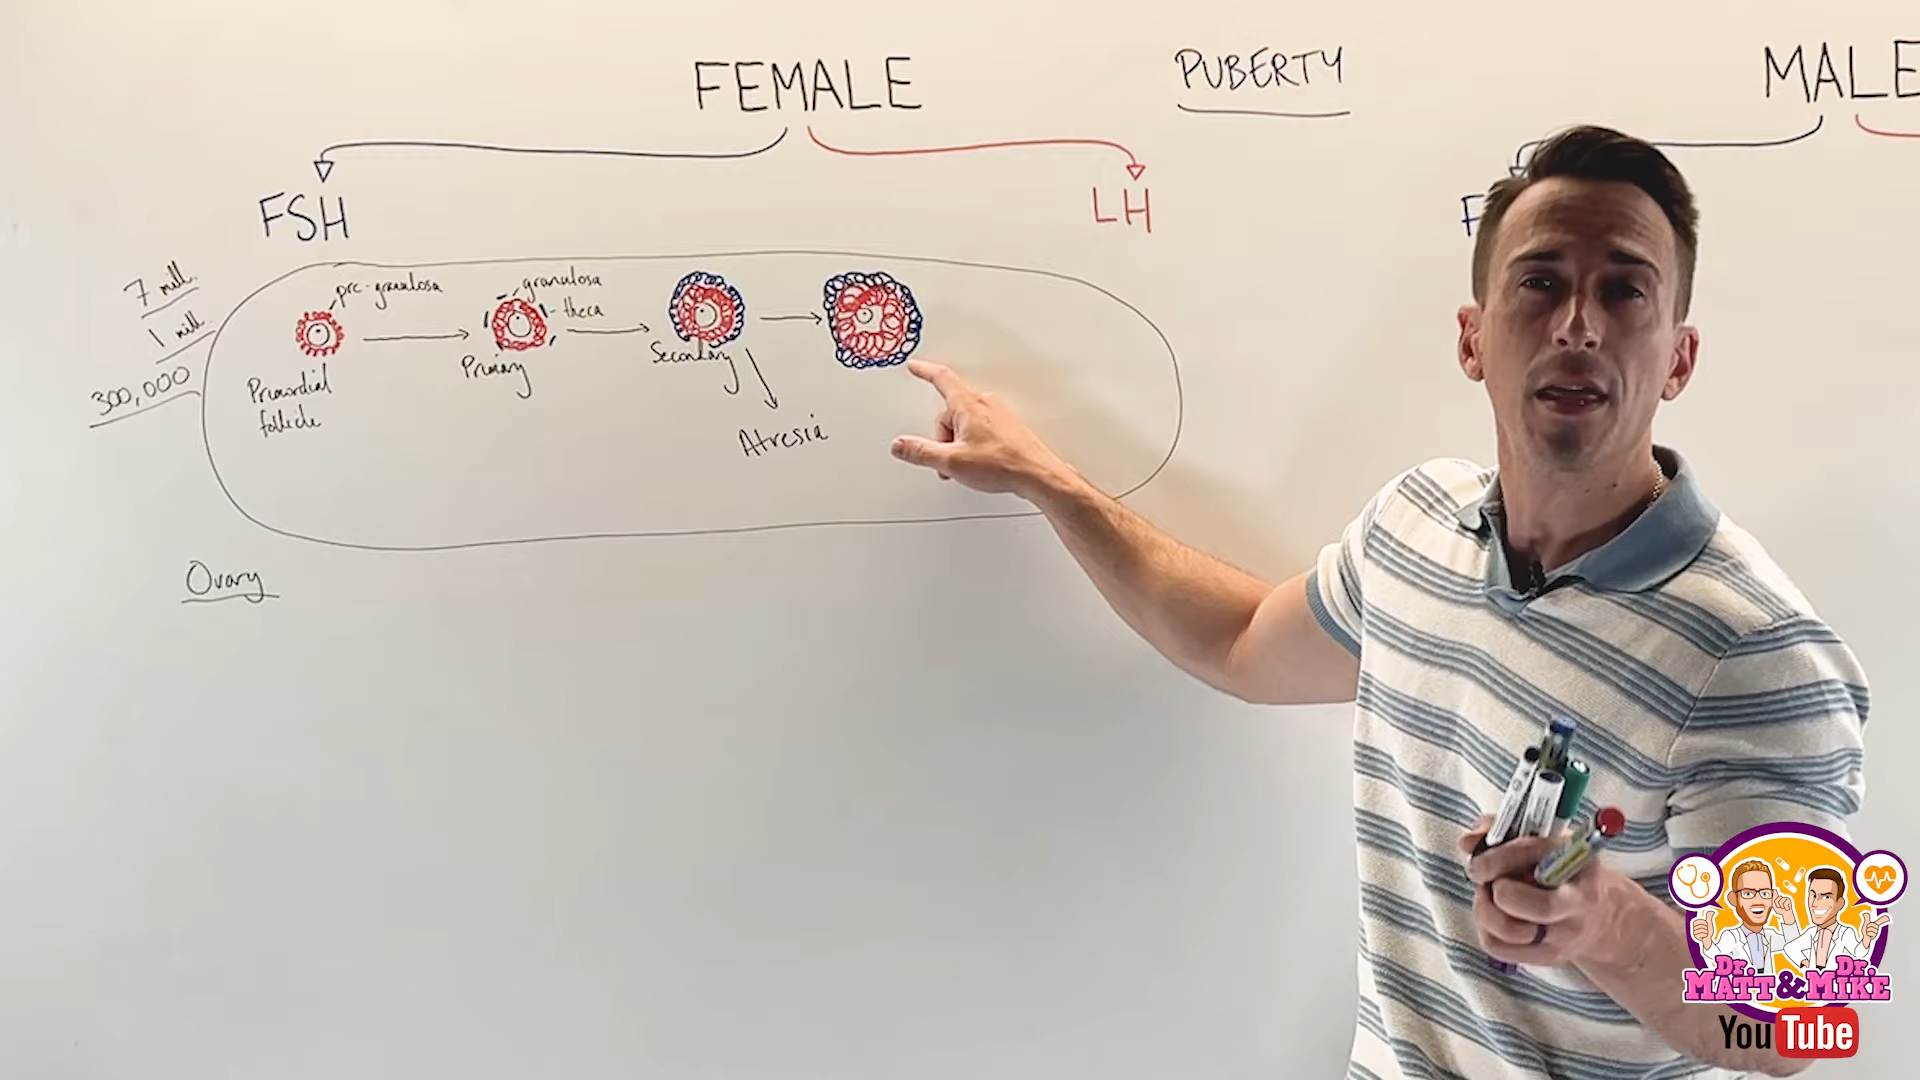 FEMALE
PUBERTY
MALE
FSH
LH
F
7 mill.
1 mill.
300,000
pre-granulosa
granulosa
theca
Primordial
follicle
Primary
Secondary
Atresia
Ovary
Dr. Dr.
MATT & MIKE
YouTube